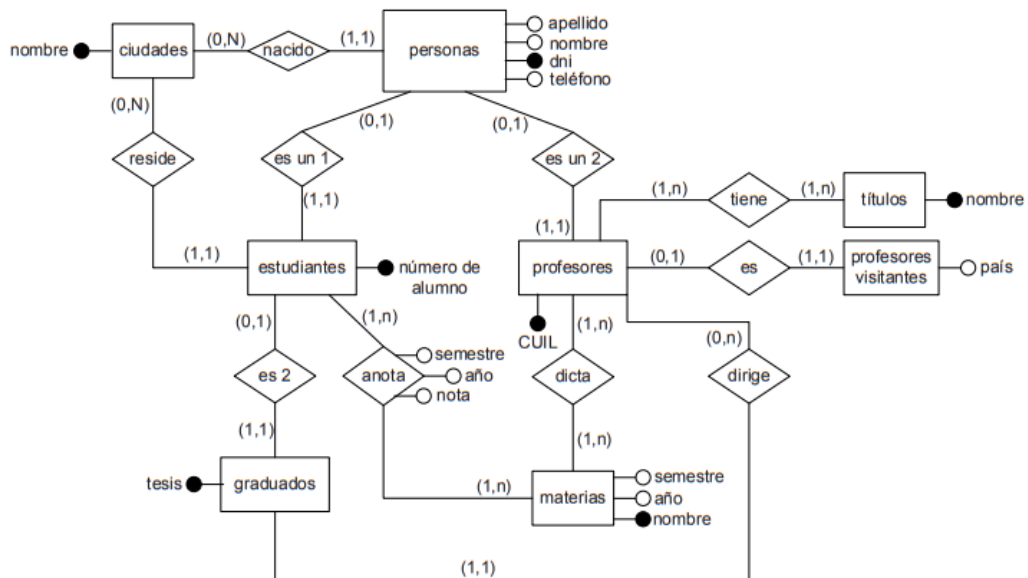 apellido
nombre
dni
teléfono
personas
(1,1)
nacido
(0,N)
ciudades
nombre
(0,N)
reside
(1,1)
(0,1)
es un 1
(1,1)
(0,1)
es un 2
(1,1)
estudiantes
número de
alumno
profesores
CUIL
(1,n)
tiene
(1,n)
títulos
nombre
(0,1)
es
(1,1)
profesores
visitantes
país
(0,1)
es 2
(1,1)
(1,n)
anota
semestre
año
nota
(1,n)
(1,n)
dicta
(1,n)
(0,n)
dirige
(1,1)
tesis
graduados
materias
semestre
año
nombre